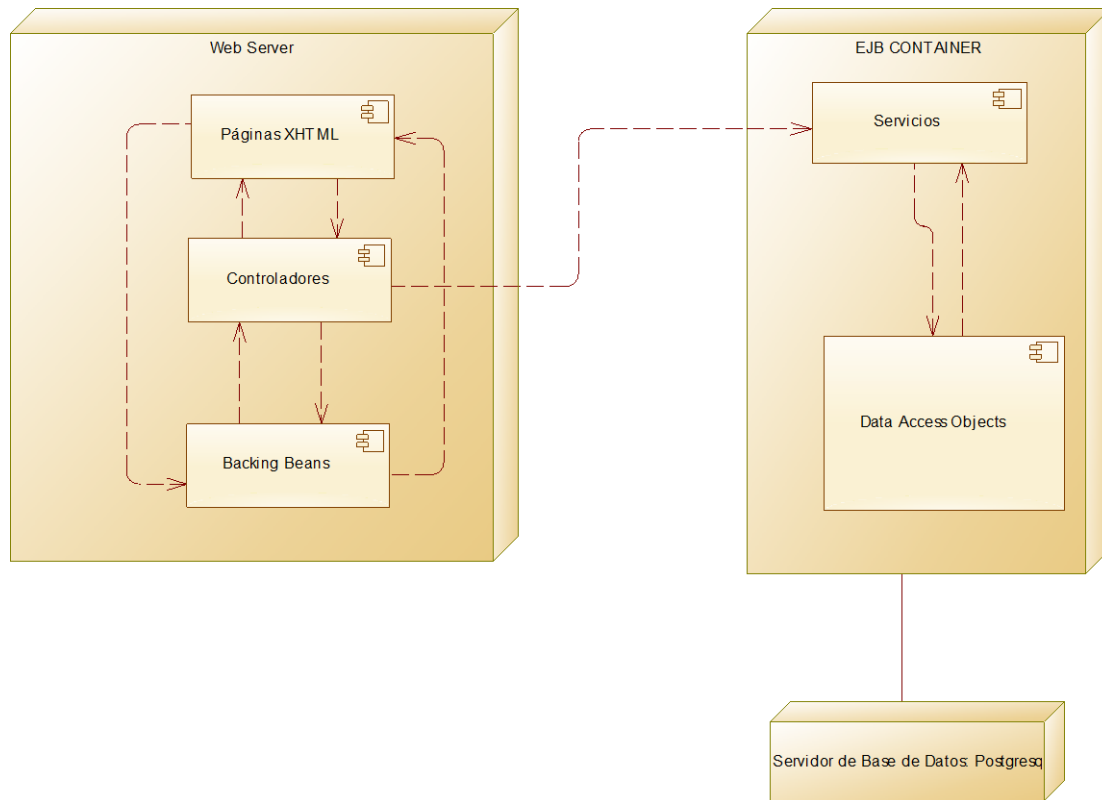 Web Server
Páginas XHTML
Controladores
Backing Beans
EJB CONTAINER
Servicios
Data Access Objects
Servidor de Base de Datos: Postgresq